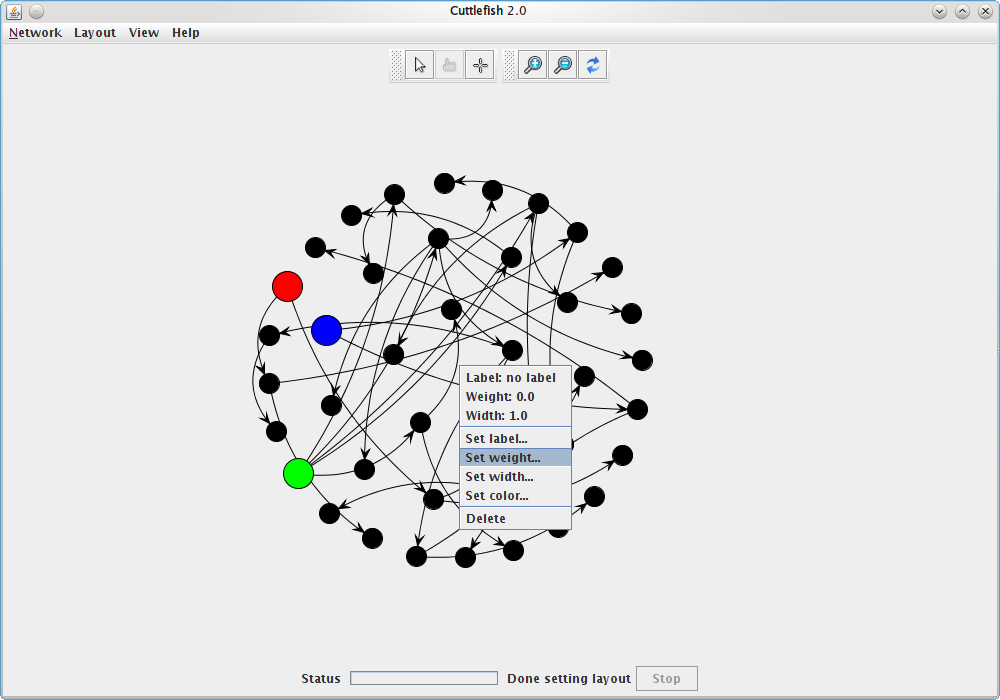 Cuttlefish 2.0
Network Layout View Help
Label: no label
Weight: 0.0
Width: 1.0
Set label...
Set weight...
Set width...
Set color...
Delete
Status Done setting layout Stop